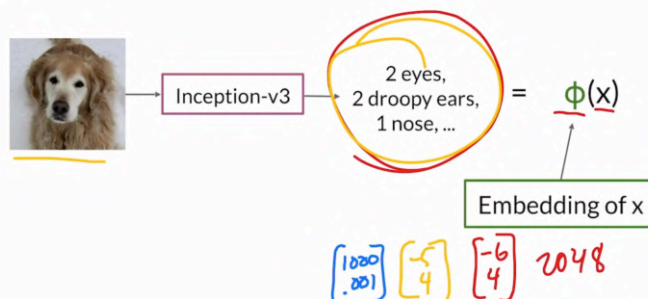 Inception-v3
2 eyes,
2 droopy ears,
1 nose, ...
= ϕ(x)
Embedding of x
[1000 .001] [-5 4] [-6 4] 2048